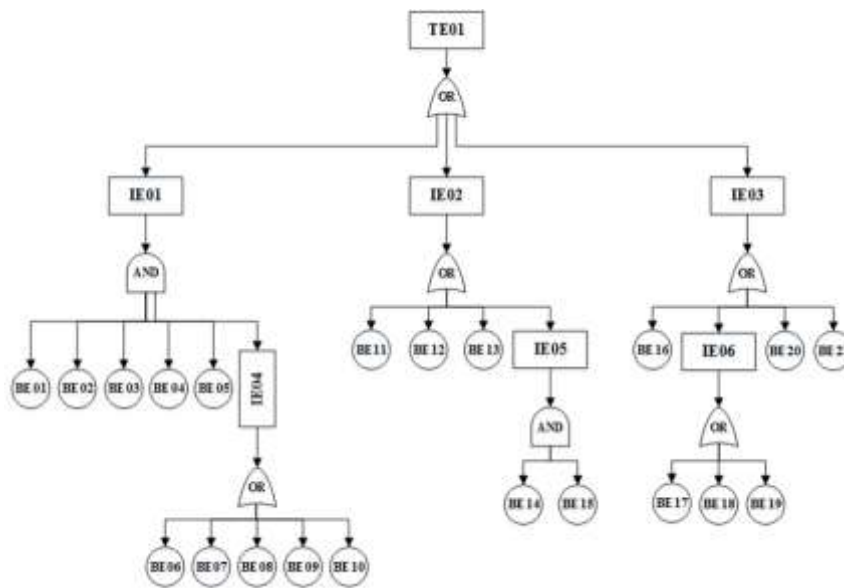 TE01
OR
IE01 IE02 IE03
AND OR OR
BE 01 BE 02 BE 03 BE 04 BE 05 IE04
BE 11 BE 12 BE 13 IE05
BE 16 IE06 BE 20 BE 2
OR AND OR
BE 06 BE 07 BE 08 BE 09 BE 10
BE 14 BE 15
BE 17 BE 18 BE 19